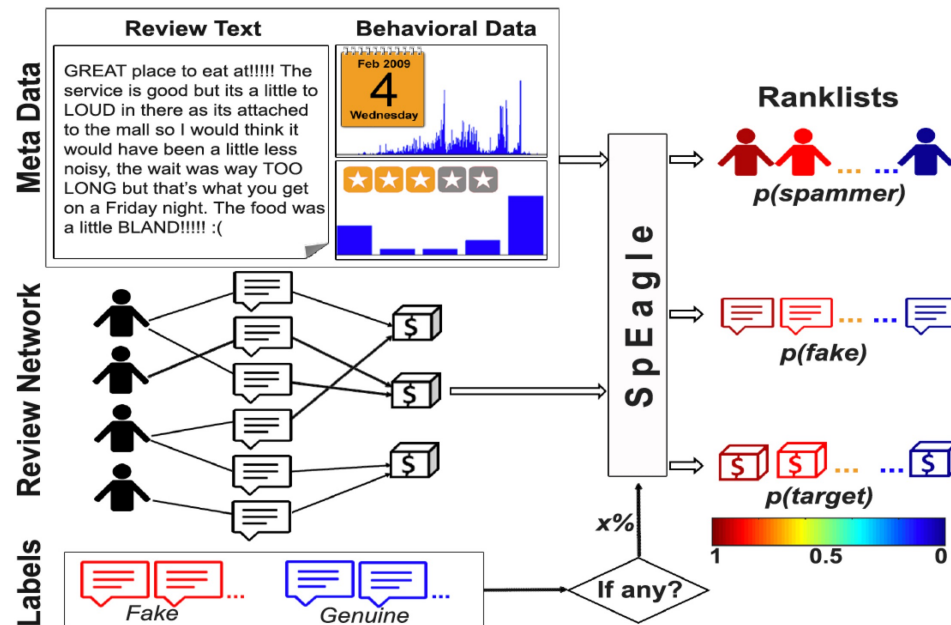 Review Text
Behavioral Data
Meta Data
GREAT place to eat at!!!!! The
service is good but its a little to
LOUD in there as its attached
to the mall so I would think it
would have been a little less
noisy, the wait was way TOO
LONG but that's what you get
on a Friday night. The food was
a little BLAND!!!!! :(
Feb 2009
4
Wednesday
SpEagle
Ranklists
... ...
p(spammer)
... ...
p(fake)
... ...
p(target)
1
0.5
0
Review Network
$
$
$
$
$
$
x%
If any?
Labels
...
Fake
...
Genuine